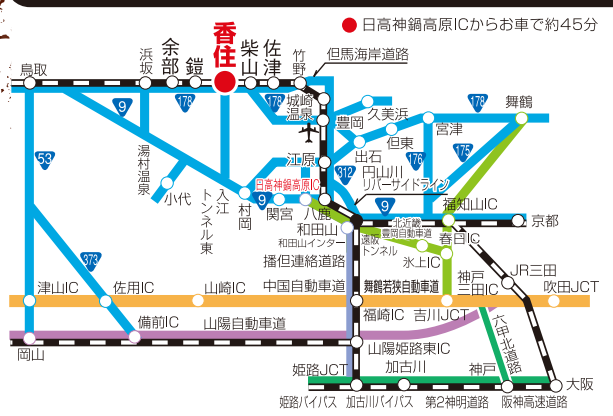 ● 日高神鍋高原ICからお車で約45分
鳥取
浜坂
余部
鎧
香住
柴山
佐津
竹野
但馬海岸道路
9
178
178
城崎温泉
豊岡
久美浜
178
舞鶴
宮津
但東
出石
176
175
53
湯村温泉
小代
入江トンネル東
村岡
江原
312
円山川
リバーサイドライン
日高神鍋高原IC
9
関宮
八鹿
9
福知山IC
北近畿
豊岡自動車道
京都
和田山
和田山インター
遠阪
トンネル
春日IC
氷上IC
373
播但連絡道路
津山IC
佐用IC
山崎IC
中国自動車道
舞鶴若狭自動車道
神戸
三田IC
JR三田
吹田JCT
備前IC
山陽自動車道
福崎IC
吉川JCT
六甲北道路
岡山
山陽姫路東IC
姫路JCT
加古川
神戸
大阪
姫路バイパス
加古川バイパス
第2神明道路
阪神高速道路